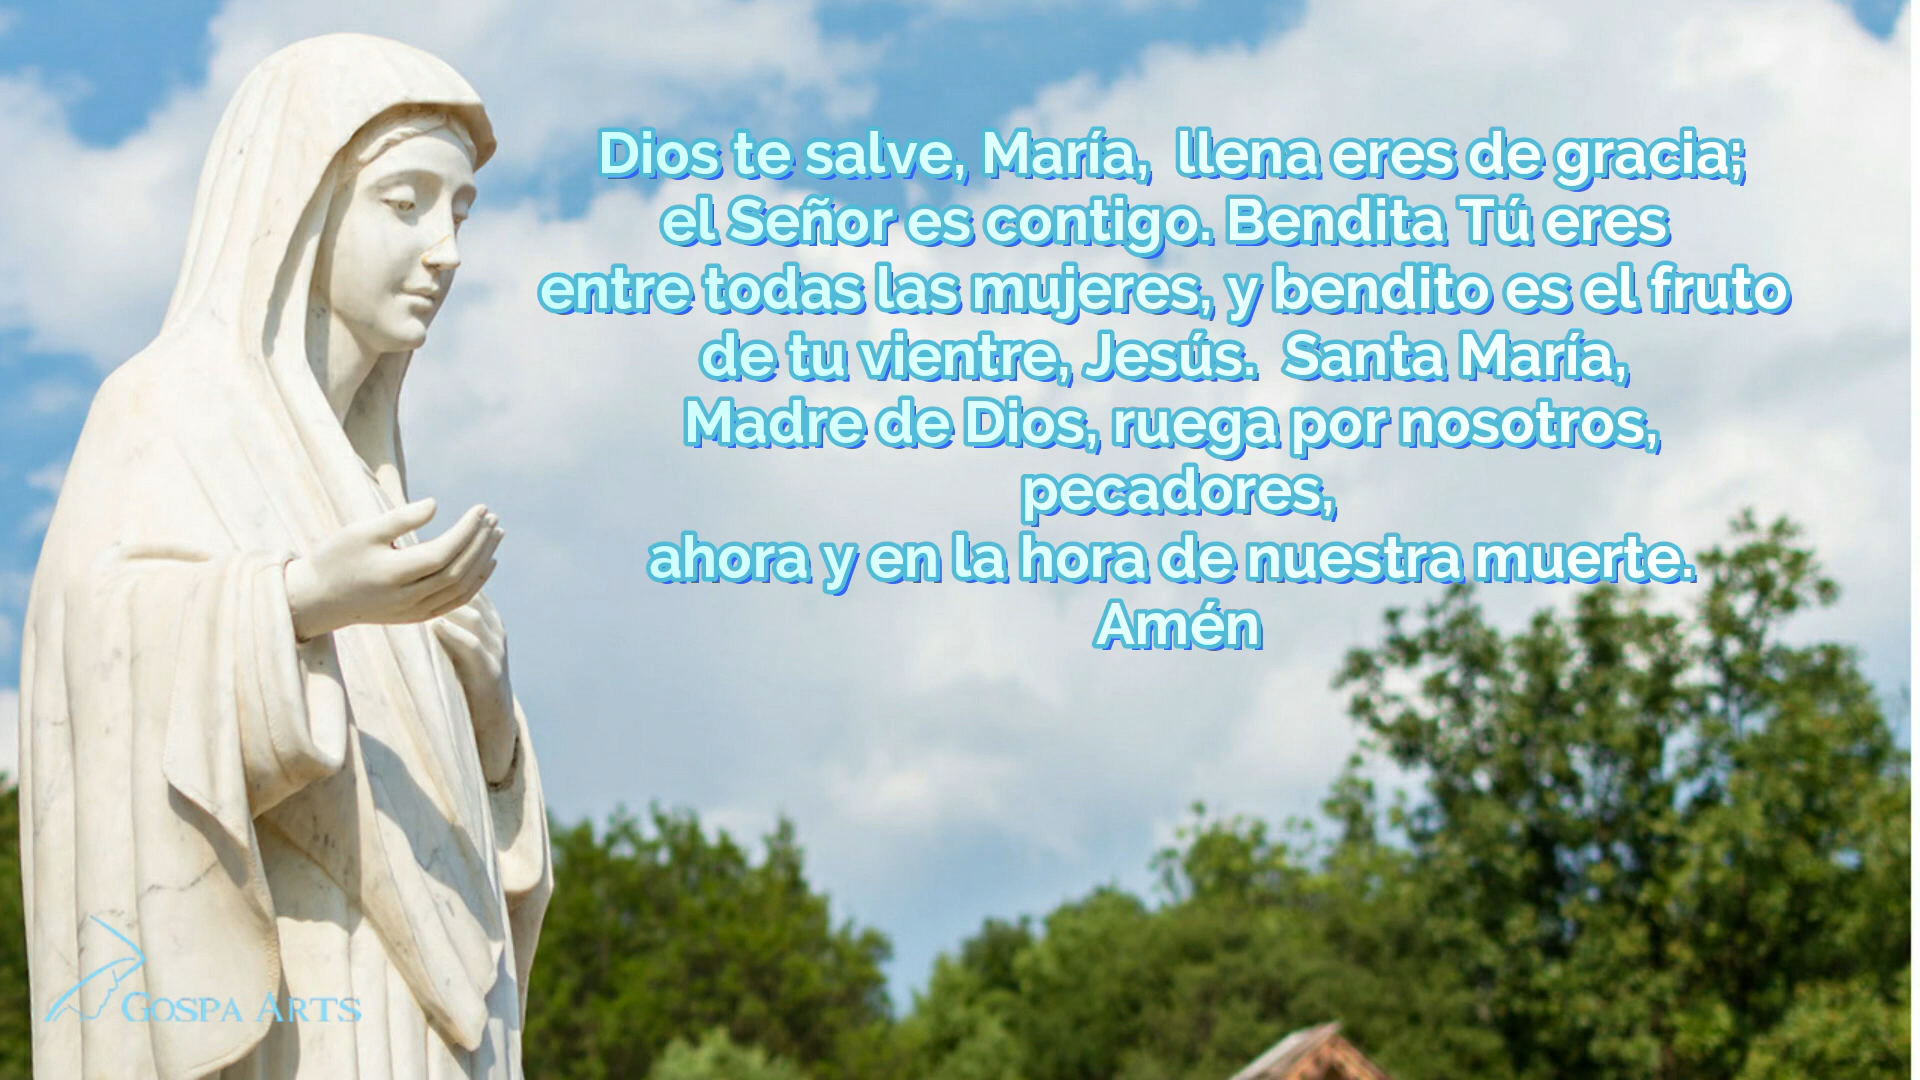 Dios te salve, María, llena eres de gracia;
el Señor es contigo. Bendita Tú eres
entre todas las mujeres, y bendito es el fruto
de tu vientre, Jesús. Santa María,
Madre de Dios, ruega por nosotros,
pecadores,
ahora y en la hora de nuestra muerte.
Amén
GOSPA ARTS